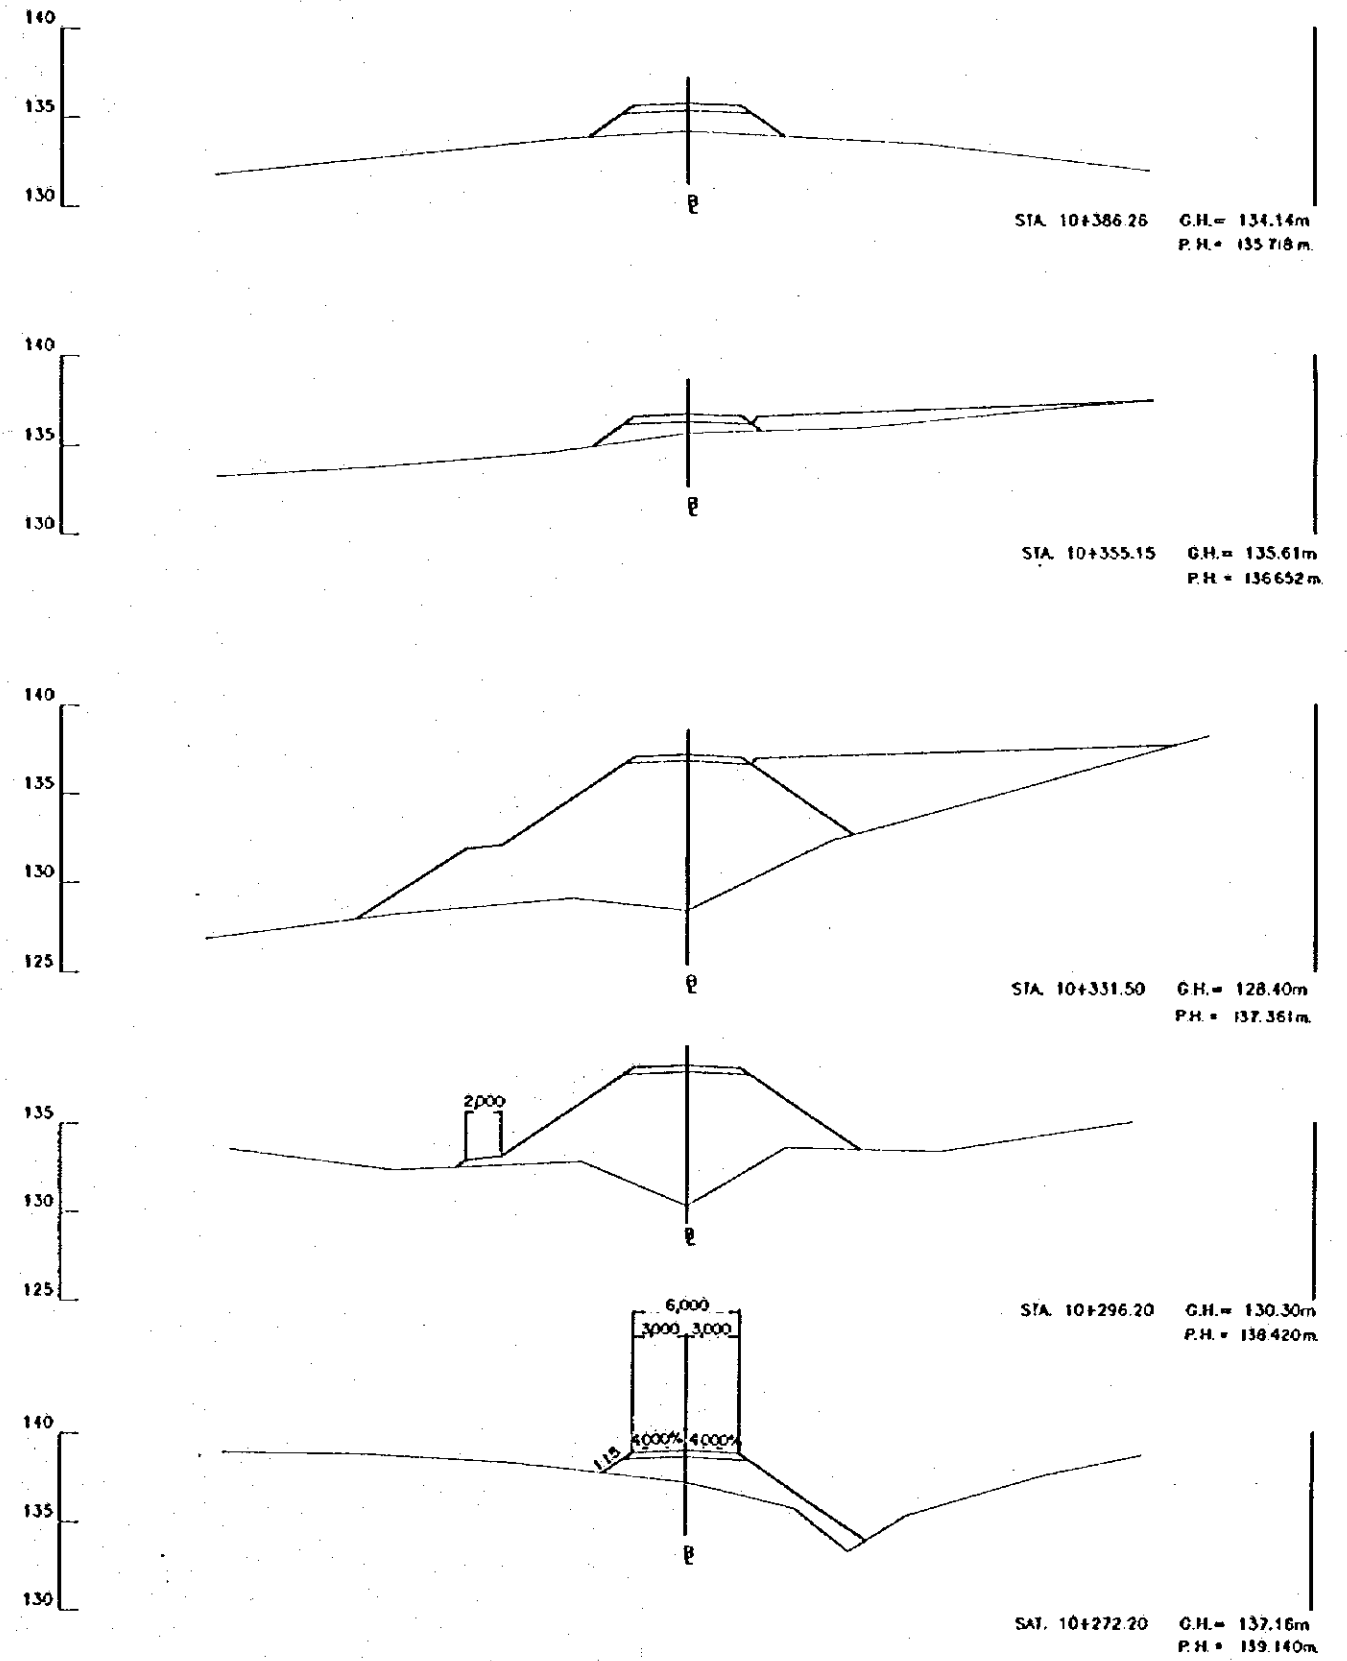 140
135
130
B̲L
STA. 10+386.26 G.H.= 134.14m
P.H.= 135.718m.
140
135
130
STA. 10+355.15 G.H.= 135.61m
P.H.= 136.652m.
140
135
130
125
STA. 10+331.50 G.H.= 128.40m
P.H.= 137.361m.
2,000
135
130
125
STA. 10+296.20 G.H.= 130.30m
P.H.= 138.420m.
6,000
3,000 3,000
140
4.000% 4.000%
1:1.5
135
130
SAT. 10+272.20 G.H.= 137.16m
P.H.= 139.140m.